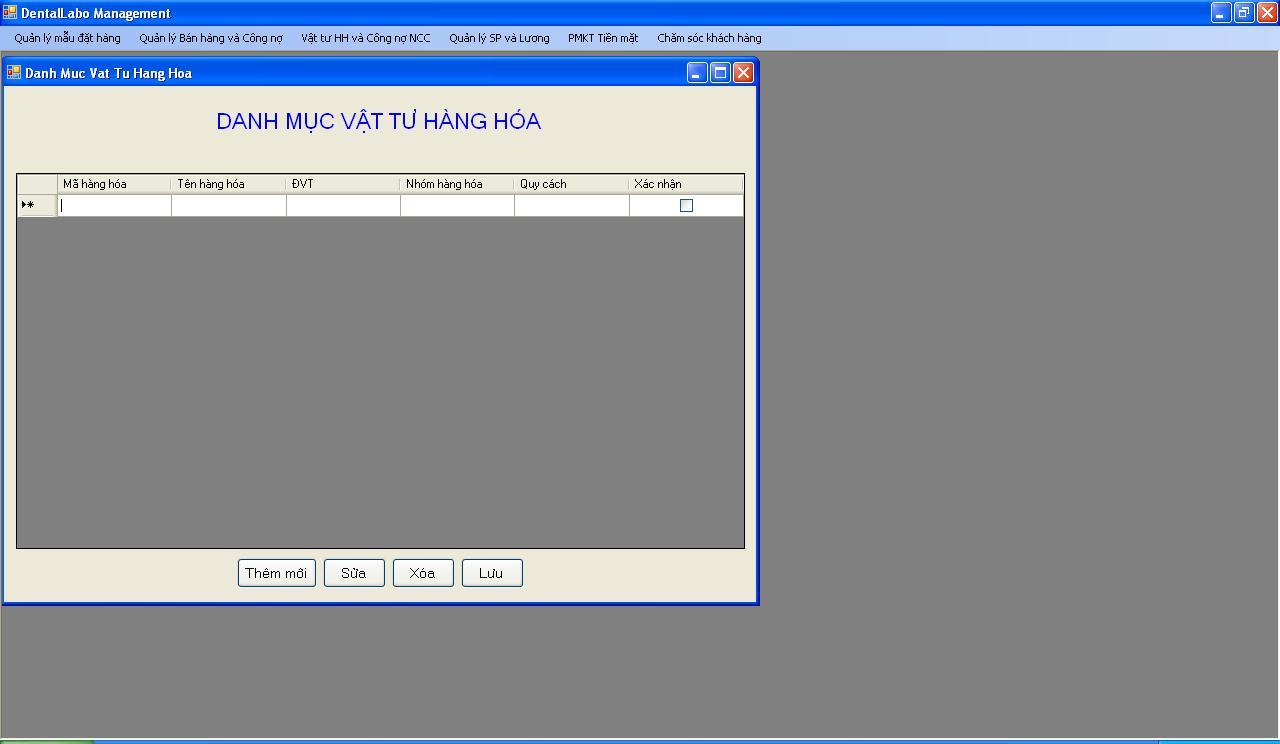 DentalLabo Management
Quản lý mẫu đặt hàng Quản lý Bán hàng và Công nợ Vật tư HH và Công nợ NCC Quản lý SP và Lương PMKT Tiền mặt Chăm sóc khách hàng
Danh Muc Vat Tu Hang Hoa
DANH MỤC VẬT TƯ HÀNG HÓA
Mã hàng hóa Tên hàng hóa ĐVT Nhóm hàng hóa Quy cách Xác nhận
Thêm mới Sửa Xóa Lưu